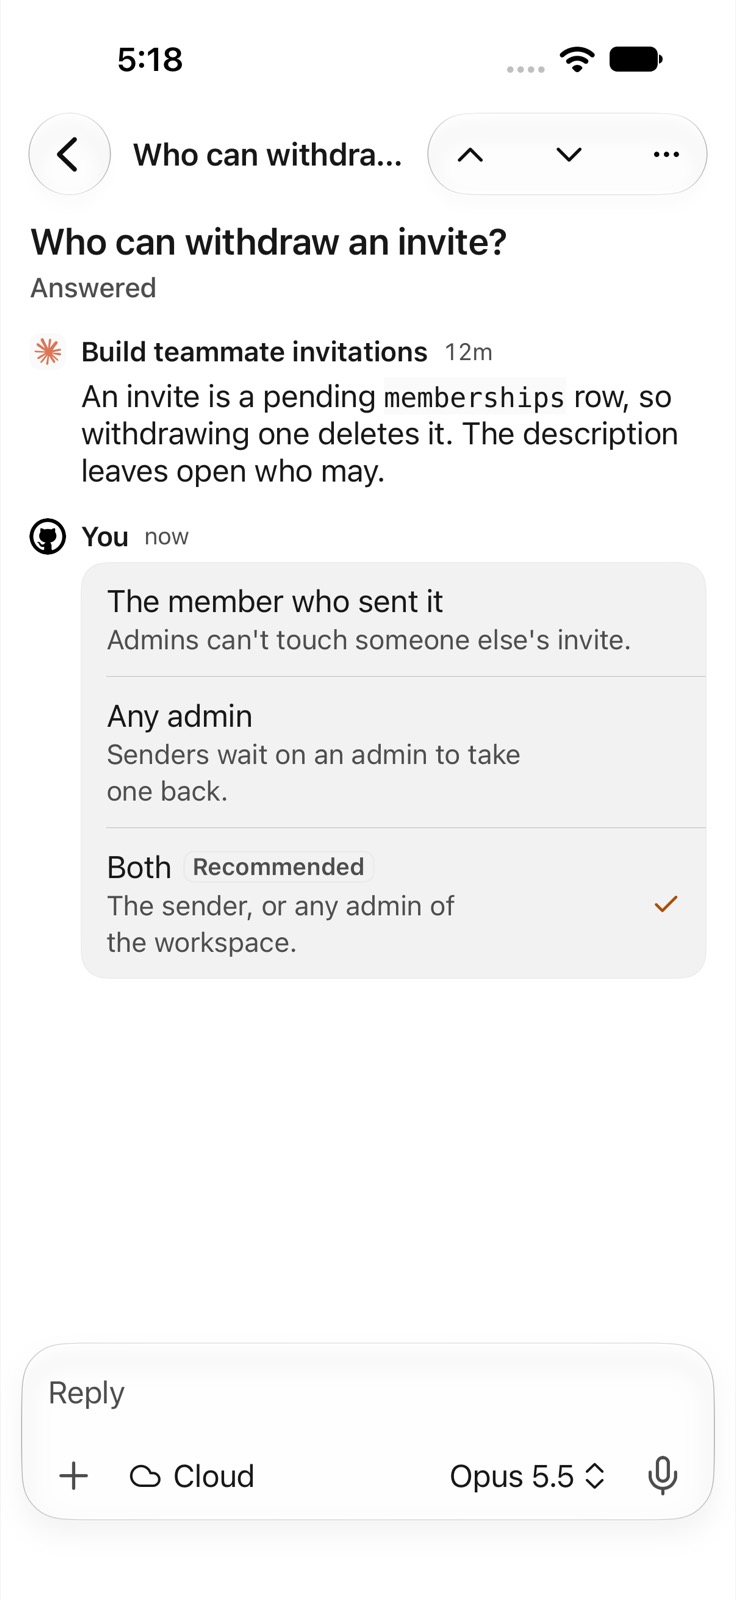 5:18
Who can withdra...
Who can withdraw an invite?
Answered
Build teammate invitations 12m
An invite is a pending memberships row, so
withdrawing one deletes it. The description
leaves open who may.
You now
The member who sent it
Admins can't touch someone else's invite.
Any admin
Senders wait on an admin to take
one back.
Both Recommended
The sender, or any admin of
the workspace.
Reply
Cloud Opus 5.5